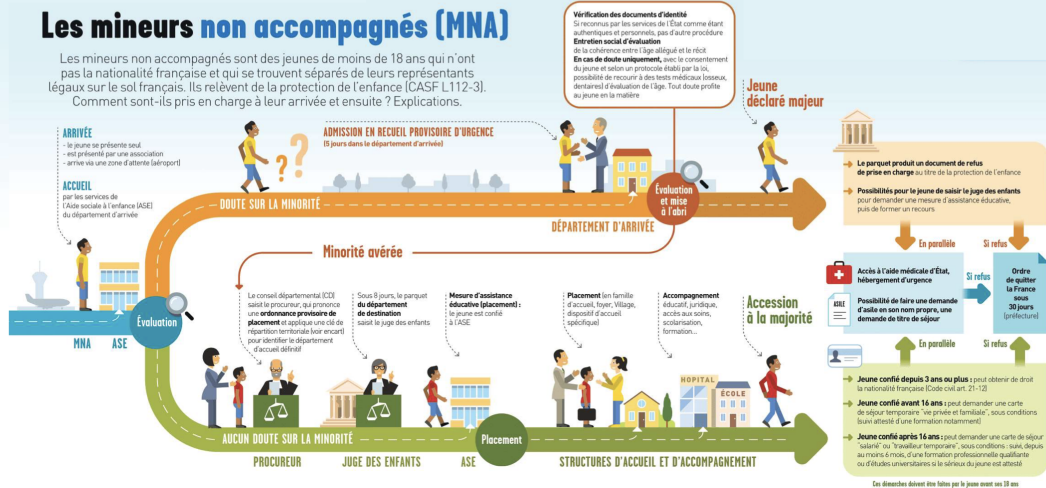 Les mineurs non accompagnés (MNA)
Les mineurs non accompagnés sont des jeunes de moins de 18 ans qui n'ont
pas la nationalité française et qui se trouvent séparés de leurs représentants
légaux sur le sol français. Ils relèvent de la protection de l'enfance (CASF L112-3).
Comment sont-ils pris en charge à leur arrivée et ensuite ? Explications.
ARRIVÉE
- le jeune se présente seul
- est présenté par une association
- arrive via une zone d'attente (aéroport)
ACCUEIL
par les services de
l'Aide sociale à l'enfance (ASE)
du département d'arrivée
MNA
ASE
Évaluation
DOUTE SUR LA MINORITÉ
ADMISSION EN RECUEIL PROVISOIRE D'URGENCE
(5 jours dans le département d'arrivée)
DÉPARTEMENT D'ARRIVÉE
Vérification des documents d'identité
Si reconnus par les services de l'État comme étant
authentiques et personnels, pas d'autre procédure
Entretien social d'évaluation
de la cohérence entre l'âge allégué et le récit
En cas de doute uniquement, avec le consentement
du jeune et selon un protocole établi par la loi,
possibilité de recourir à des tests médicaux (osseux,
dentaires) d'évaluation de l'âge. Tout doute profite
au jeune en la matière
Évaluation
et mise
à l'abri
Jeune
déclaré majeur
Le parquet produit un document de refus
de prise en charge au titre de la protection de l'enfance
Possibilités pour le jeune de saisir le juge des enfants
pour demander une mesure d'assistance éducative,
puis de former un recours
En parallèle
Si refus
Accès à l'aide médicale d'État,
hébergement d'urgence
ASILE
Possibilité de faire une demande
d'asile en son nom propre, une
demande de titre de séjour
Si refus
Ordre
de quitter
la France
sous
30 jours
(préfecture)
En parallèle
Si refus
Minorité avérée
Le conseil départemental (CD)
saisit le procureur, qui prononce
une ordonnance provisoire de
placement et applique une clé de
répartition territoriale (voir encart)
pour identifier le département
d'accueil définitif
Sous 8 jours, le parquet
du département
de destination
saisit le juge des enfants
Mesure d'assistance
éducative (placement) :
le jeune est confié
à l'ASE
Placement (en famille
d'accueil, foyer, Village,
dispositif d'accueil
spécifique)
Accompagnement
éducatif, juridique,
accès aux soins,
scolarisation,
formation...
Accession
à la majorité
HOPITAL
ÉCOLE
AUCUN DOUTE SUR LA MINORITÉ
Placement
PROCUREUR
JUGE DES ENFANTS
ASE
STRUCTURES D'ACCUEIL ET D'ACCOMPAGNEMENT
Jeune confié depuis 3 ans ou plus : peut obtenir de droit
la nationalité française (Code civil art. 21-12)
Jeune confié avant 16 ans : peut demander une carte
de séjour temporaire "vie privée et familiale", sous conditions
(suivi attesté d'une formation notamment)
Jeune confié après 16 ans : peut demander une carte de séjour
"salarié" ou "travailleur temporaire", sous conditions : suivi, depuis
au moins 6 mois, d'une formation professionnelle qualifiante
ou d'études universitaires si le sérieux du jeune est attesté
Ces démarches doivent être faites par le jeune avant ses 18 ans